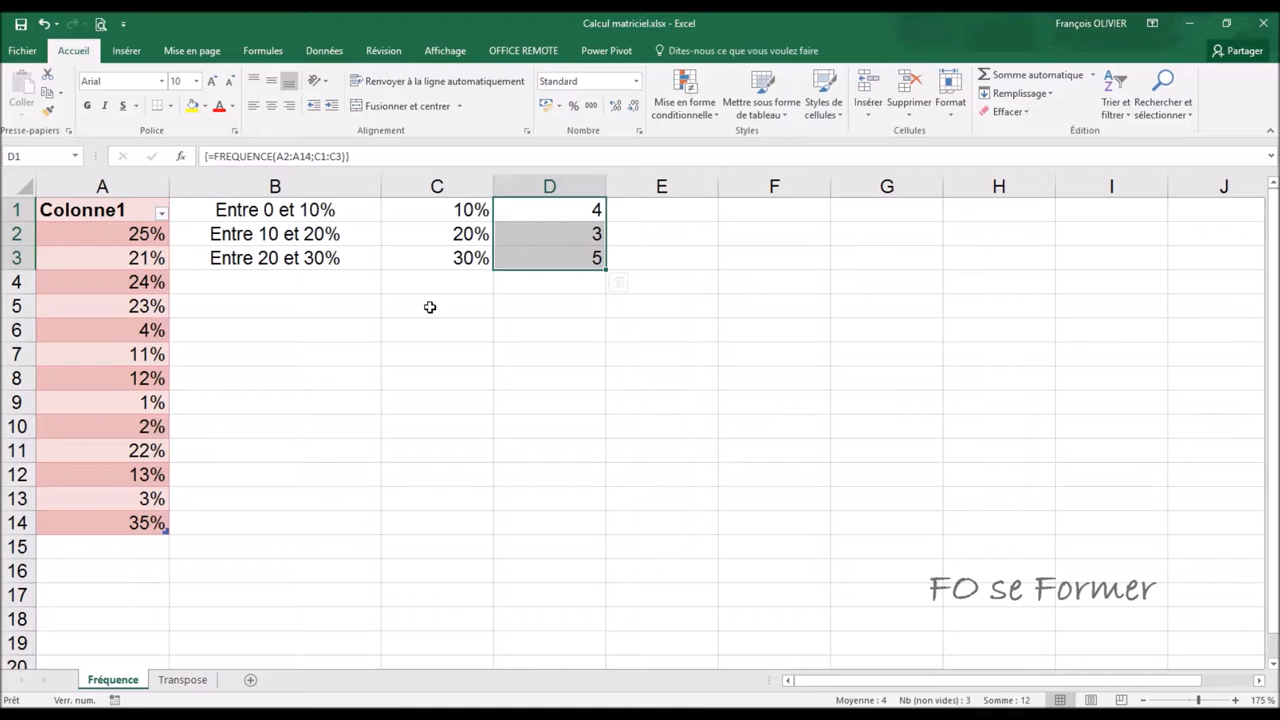 Calcul matriciel.xlsx - Excel
François OLIVIER
Fichier Accueil Insérer Mise en page Formules Données Révision Affichage OFFICE REMOTE Power Pivot Dites-nous ce que vous voulez faire Partager
Coller
Arial 10
G I S
Renvoyer à la ligne automatiquement
Fusionner et centrer
Standard
% 000
Mise en forme conditionnelle
Mettre sous forme de tableau
Styles de cellules
Insérer
Supprimer
Format
Somme automatique
Remplissage
Effacer
Trier et filtrer
Rechercher et sélectionner
Presse-papiers Police Alignement Nombre Styles Cellules Édition
D1 fx {=FREQUENCE(A2:A14;C1:C3)}
A B C D E F G H I J
1 Colonne1 Entre 0 et 10% 10% 4
2 25% Entre 10 et 20% 20% 3
3 21% Entre 20 et 30% 30% 5
4 24%
5 23%
6 4%
7 11%
8 12%
9 1%
10 2%
11 22%
12 13%
13 3%
14 35%
15
16
17
18
19
20
FO se Former
Fréquence Transpose
Prêt Verr. num. Moyenne : 4 Nb (non vides) : 3 Somme : 12 175 %